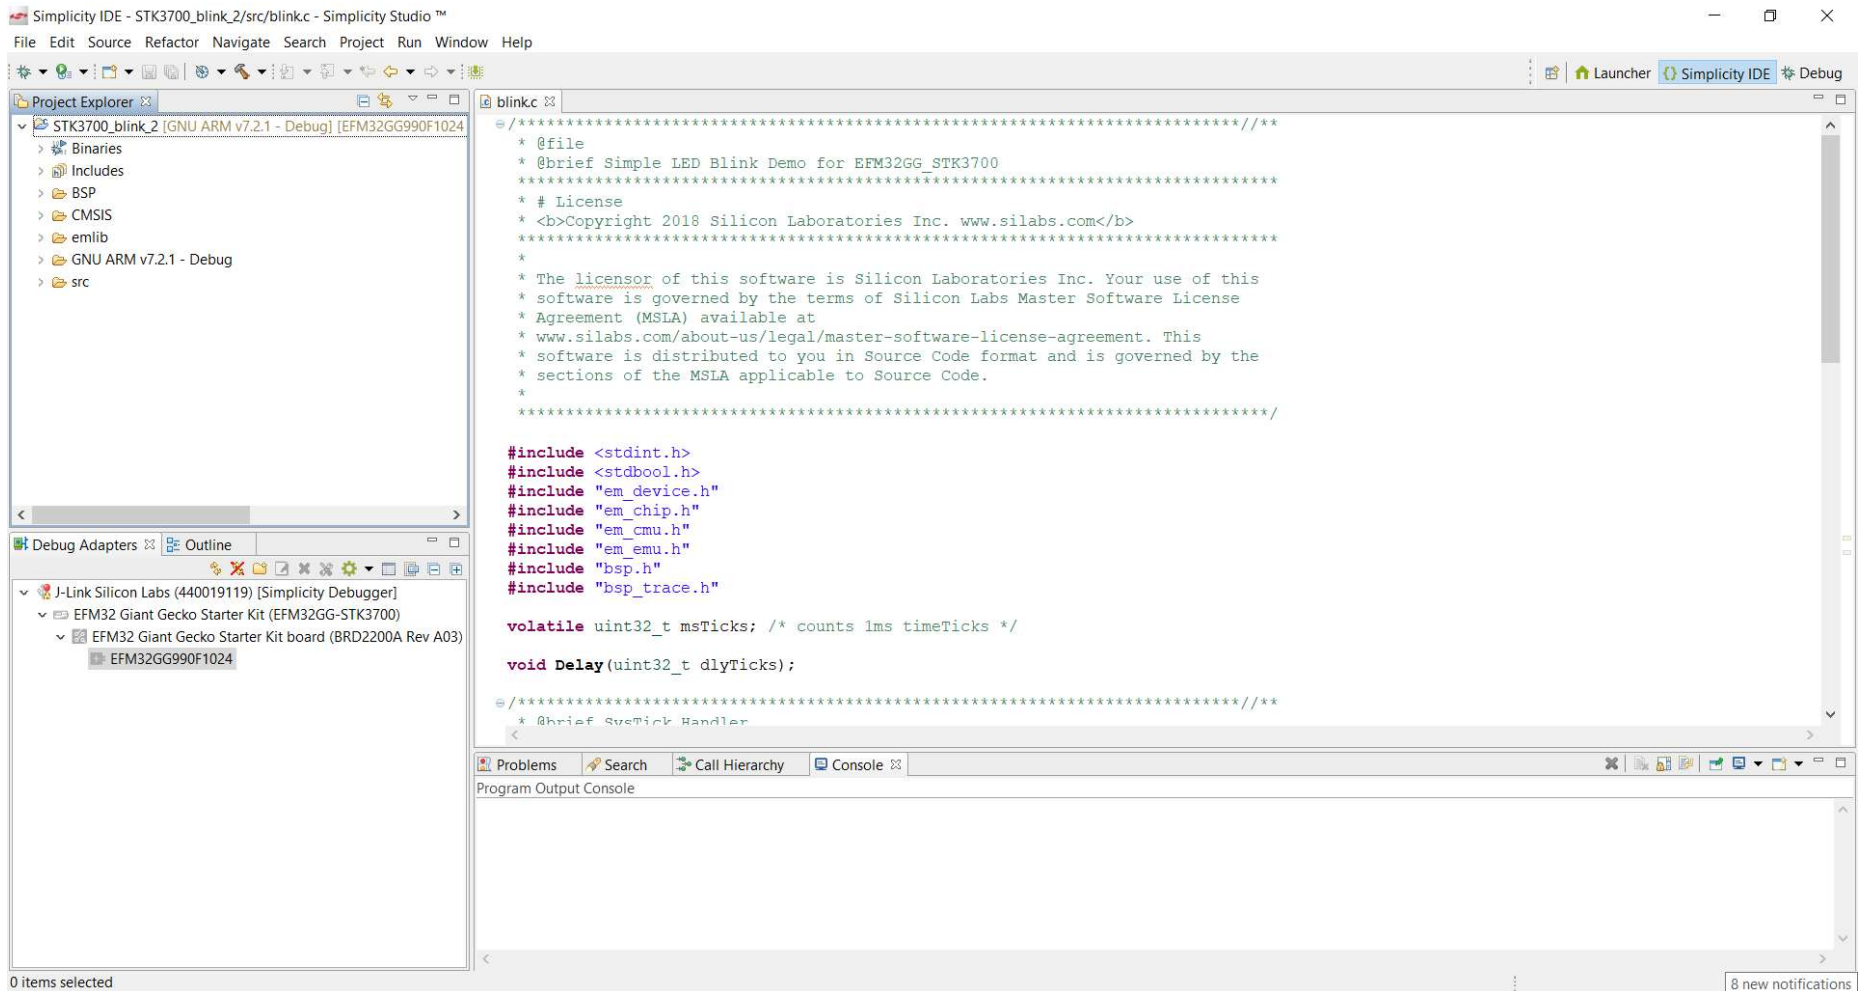 Simplicity IDE - STK3700_blink_2/src/blink.c - Simplicity Studio ™
File Edit Source Refactor Navigate Search Project Run Window Help
Launcher Simplicity IDE Debug
Project Explorer
STK3700_blink_2 [GNU ARM v7.2.1 - Debug] [EFM32GG990F1024
Binaries
Includes
BSP
CMSIS
emlib
GNU ARM v7.2.1 - Debug
src
Debug Adapters Outline
J-Link Silicon Labs (440019119) [Simplicity Debugger]
EFM32 Giant Gecko Starter Kit (EFM32GG-STK3700)
EFM32 Giant Gecko Starter Kit board (BRD2200A Rev A03)
EFM32GG990F1024
blink.c
/***************************************************************************//**
* @file
* @brief Simple LED Blink Demo for EFM32GG_STK3700
*******************************************************************************
* # License
* <b>Copyright 2018 Silicon Laboratories Inc. www.silabs.com</b>
*******************************************************************************
*
* The licensor of this software is Silicon Laboratories Inc. Your use of this
* software is governed by the terms of Silicon Labs Master Software License
* Agreement (MSLA) available at
* www.silabs.com/about-us/legal/master-software-license-agreement. This
* software is distributed to you in Source Code format and is governed by the
* sections of the MSLA applicable to Source Code.
*
******************************************************************************/
#include <stdint.h>
#include <stdbool.h>
#include "em_device.h"
#include "em_chip.h"
#include "em_cmu.h"
#include "em_emu.h"
#include "bsp.h"
#include "bsp_trace.h"
volatile uint32_t msTicks; /* counts 1ms timeTicks */
void Delay(uint32_t dlyTicks);
/***************************************************************************//**
* @brief SysTick_Handler
Problems Search Call Hierarchy Console
Program Output Console
0 items selected
8 new notifications